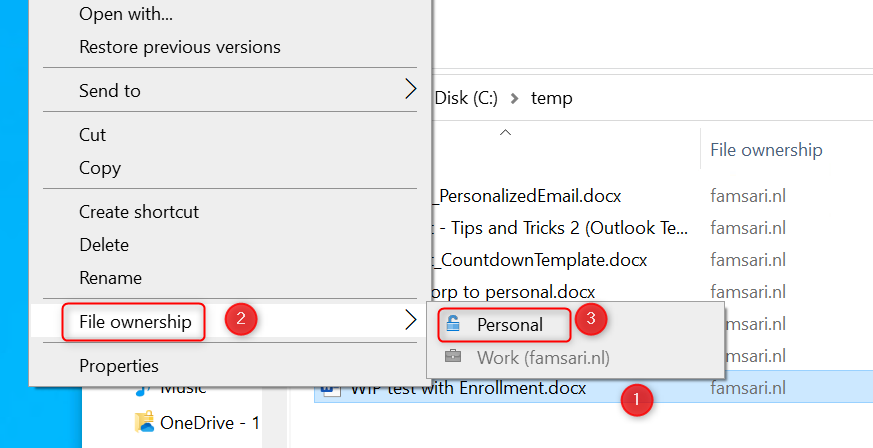 Open with...
Restore previous versions
Send to
Cut
Copy
Create shortcut
Delete
Rename
File ownership
2
Properties
Disk (C:) > temp
File ownership
_PersonalizedEmail.docx famsari.nl
t - Tips and Tricks 2 (Outlook Te... famsari.nl
t_CountdownTemplate.docx famsari.nl
orp to personal.docx famsari.nl
Personal
3
famsari.nl
Work (famsari.nl)
famsari.nl
WIP test with Enrollment.docx
1
famsari.nl
Music
OneDrive - 1